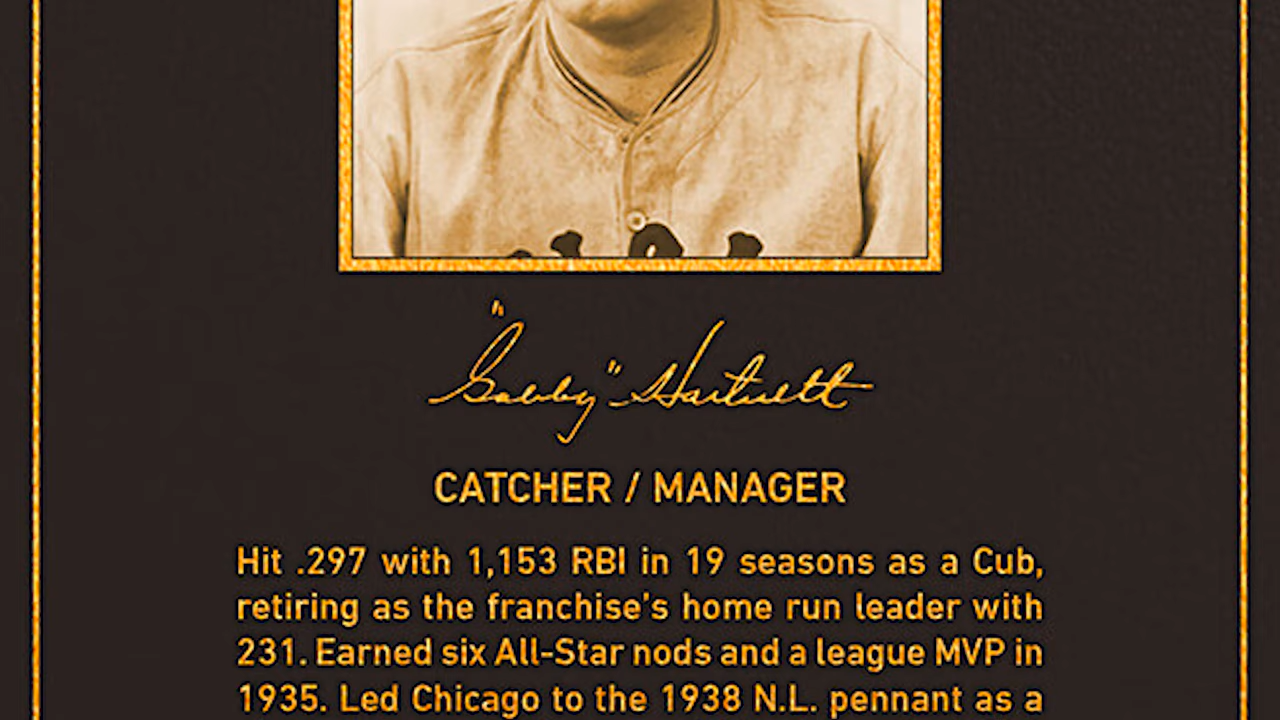 "Gabby" Hartnett
CATCHER / MANAGER
Hit .297 with 1,153 RBI in 19 seasons as a Cub,
retiring as the franchise's home run leader with
231. Earned six All-Star nods and a league MVP in
1935. Led Chicago to the 1938 N.L. pennant as a